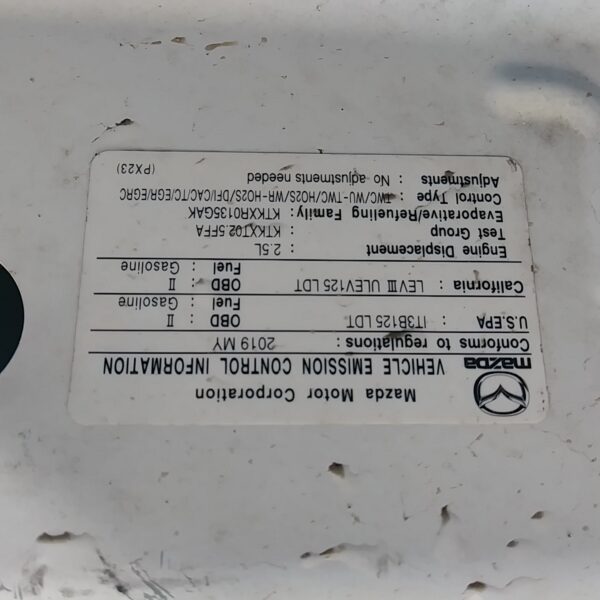 Mazda Motor Corporation
mazda VEHICLE EMISSION CONTROL INFORMATION
Conforms to regulations : 2019 MY
U.S.EPA : IT3B125 LDT OBD : II
Fuel : Gasoline
California : LEVIII ULEV125 LDT OBD : II
Fuel : Gasoline
Engine Displacement : 2.5L
Test Group : KTKXT02.5FFA
Evaporative/Refueling Family: KTKXR0135GAK
Control Type : TWC/WU-TWC/HO2S/WR-HO2S/DFI/CAC/TC/EGR/EGRC
Adjustments : No adjustments needed
(PX23)